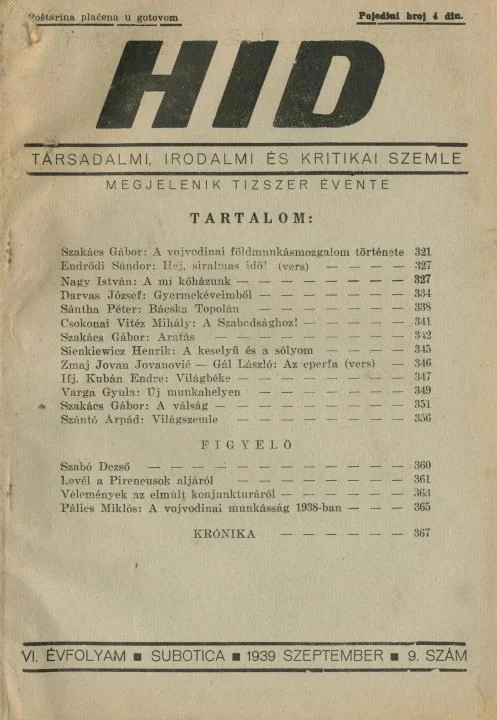 Poštarina plaćena u gotovom
Pojedini broj 4 din.
HID
TÁRSADALMI, IRODALMI ÉS KRITIKAI SZEMLE
MEGJELENIK TIZSZER ÉVENTE
TARTALOM:
Szakács Gábor: A vojvodinai földmunkásmozgalom története 321
Endrődi Sándor: Hej, siralmas idő! (vers) — — — — 327
Nagy István: A mi kőházunk — — — — — — — 327
Darvas József: Gyermekéveimből — — — — — — — 334
Sántha Péter: Bácska Topolán — — — — — — — 338
Csokonai Vitéz Mihály: A Szabadsághoz! — — — — — 341
Szakács Gábor: Aratás — — — — — — — — 342
Sienkiewicz Henrik: A keselyű és a sólyom — — — — 345
Zmaj Jovan Jovanović — Gál László: Az eperfa (vers) — — 346
Ifj. Kubán Endre: Világbéke — — — — — — — — 347
Varga Gyula: Új munkahelyen — — — — — — — 349
Szakács Gábor: A válság — — — — — — — — — 351
Szántó Árpád: Világszemle — — — — — — — — 356
FIGYELŐ
Szabó Dezső — — — — — — — — — — — — 360
Levél a Pireneusok aljáról — — — — — — — — 361
Vélemények az elmúlt konjunkturáról — — — — — — 363
Pálics Miklós: A vojvodinai munkásság 1938-ban — — — 365
KRÓNIKA — — — — — 367
VI. ÉVFOLYAM ■ SUBOTICA ■ 1939 SZEPTEMBER ■ 9. SZÁM